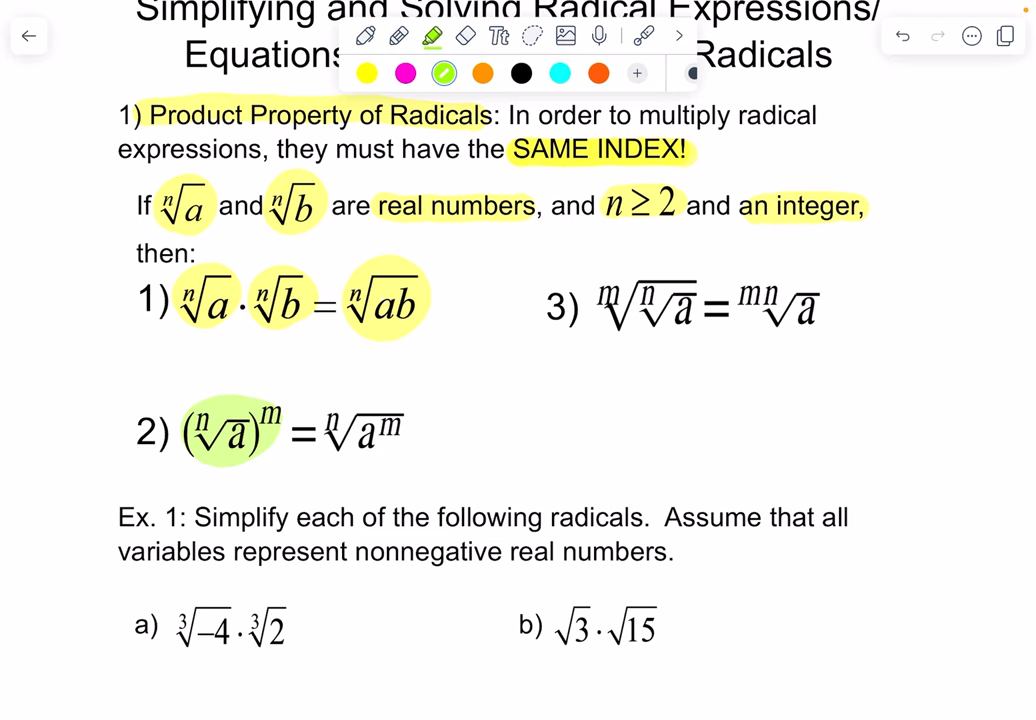 Simplifying and Solving Radical Expressions/
Equations Radicals
1) Product Property of Radicals: In order to multiply radical
expressions, they must have the SAME INDEX!
If ⁿ√a and ⁿ√b are real numbers, and n ≥ 2 and an integer,
then:
1) ⁿ√a · ⁿ√b = ⁿ√ab
3) ᵐ√ⁿ√a = ᵐⁿ√a
2) (ⁿ√a)ᵐ = ⁿ√aᵐ
Ex. 1: Simplify each of the following radicals. Assume that all
variables represent nonnegative real numbers.
a) ³√–4 · ³√2
b) √3 · √15